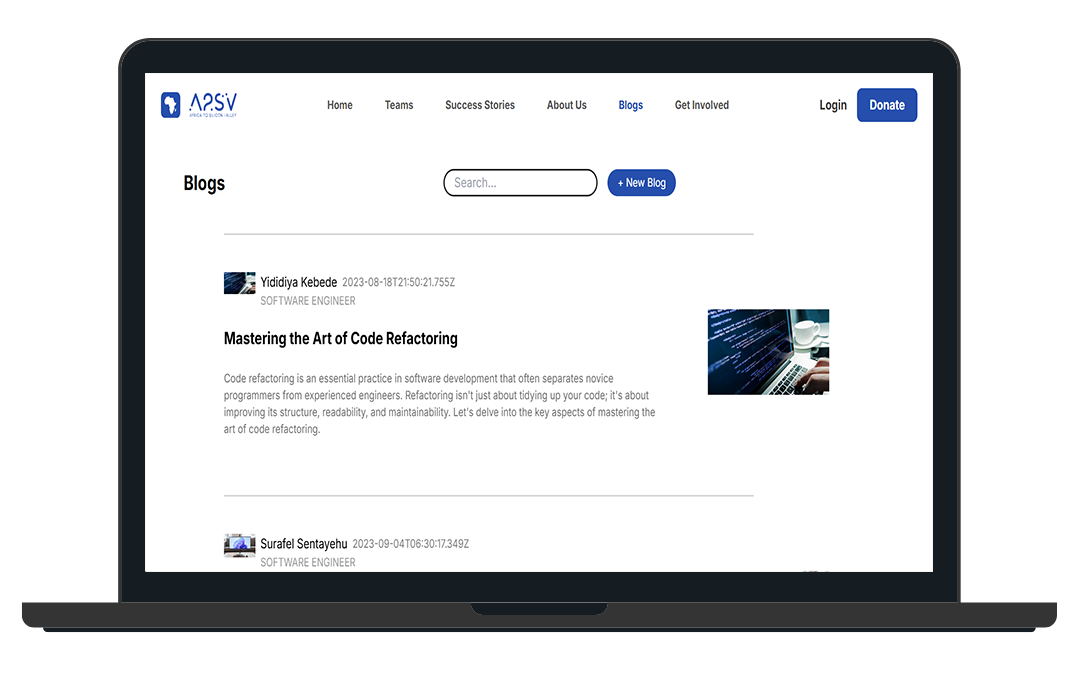 A2SV
AFRICA TO SILICON VALLEY
Home Teams Success Stories About Us Blogs Get Involved Login Donate
Blogs Search... + New Blog
Yididiya Kebede 2023-08-18T21:50:21.755Z
SOFTWARE ENGINEER
Mastering the Art of Code Refactoring
Code refactoring is an essential practice in software development that often separates novice
programmers from experienced engineers. Refactoring isn't just about tidying up your code; it's about
improving its structure, readability, and maintainability. Let's delve into the key aspects of mastering the
art of code refactoring.
Surafel Sentayehu 2023-09-04T06:30:17.349Z
SOFTWARE ENGINEER